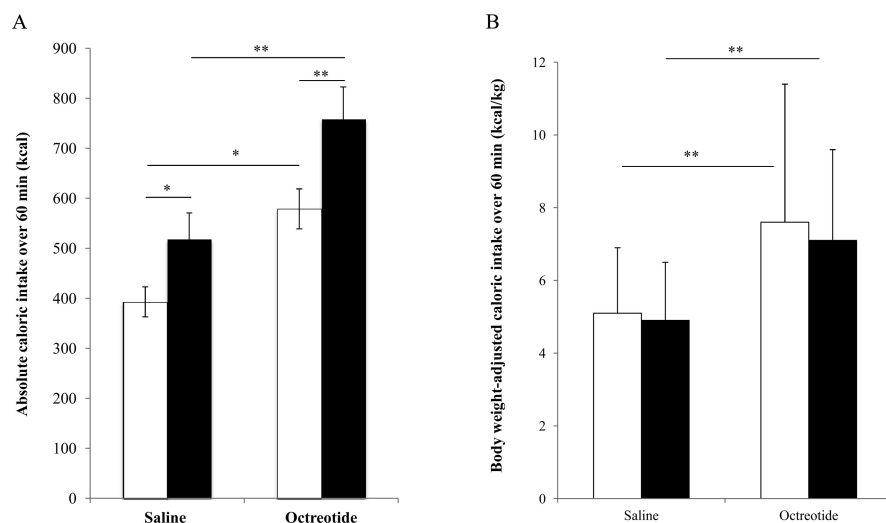 A
Absolute caloric intake over 60 min (kcal)
900
800
700
600
500
400
300
200
100
0
**
**
*
*
Saline
Octreotide
B
Body weight-adjusted caloric intake over 60 min (kcal/kg)
12
10
8
6
4
2
0
**
**
Saline
Octreotide